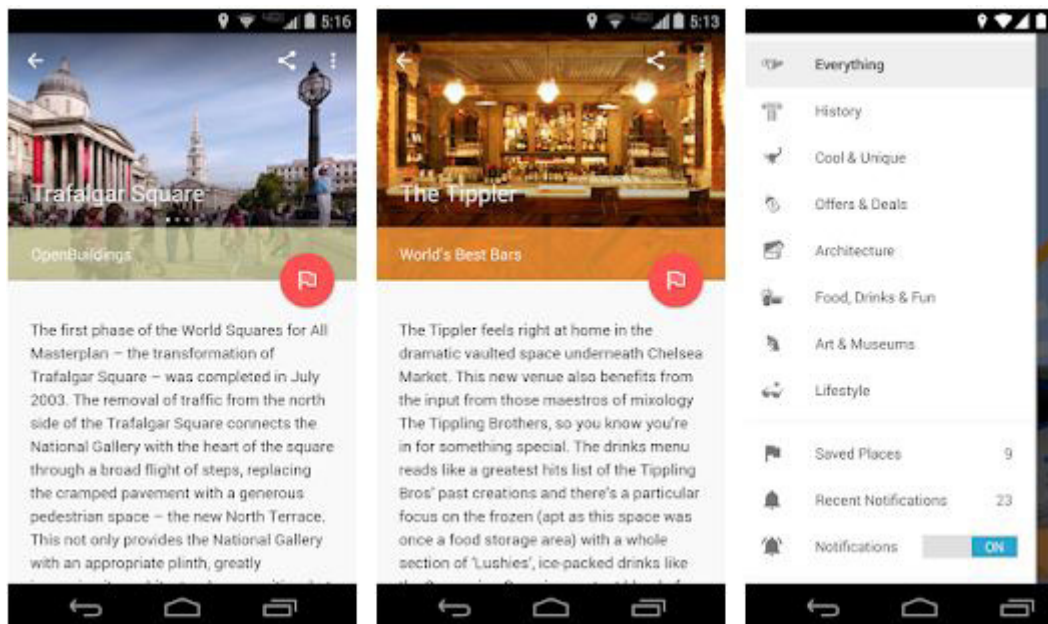 5:16
Trafalgar Square
OpenBuildings
The first phase of the World Squares for All
Masterplan – the transformation of
Trafalgar Square – was completed in July
2003. The removal of traffic from the north
side of the Trafalgar Square connects the
National Gallery with the heart of the square
through a broad flight of steps, replacing
the cramped pavement with a generous
pedestrian space – the new North Terrace.
This not only provides the National Gallery
with an appropriate plinth, greatly
5:13
The Tippler
World's Best Bars
The Tippler feels right at home in the
dramatic vaulted space underneath Chelsea
Market. This new venue also benefits from
the input from those maestros of mixology
The Tippling Brothers, so you know you're
in for something special. The drinks menu
reads like a greatest hits list of the Tippling
Bros' past creations and there's a particular
focus on the frozen (apt as this space was
once a food storage area) with a whole
section of 'Lushies', ice-packed drinks like
Everything
History
Cool & Unique
Offers & Deals
Architecture
Food, Drinks & Fun
Art & Museums
Lifestyle
Saved Places 9
Recent Notifications 23
Notifications ON